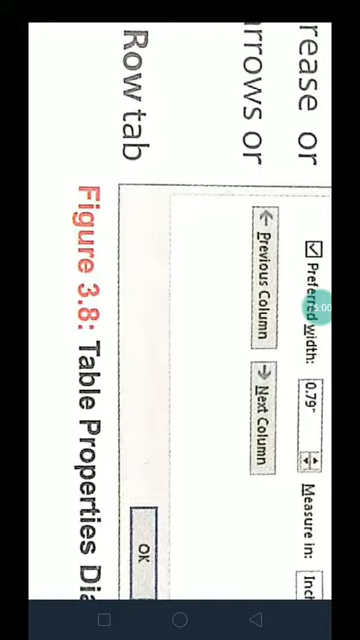 rease or
Preferred width: 0.79" Measure in: Inch
rrows or
Previous Column Next Column
Row tab
OK
Figure 3.8: Table Properties Dia